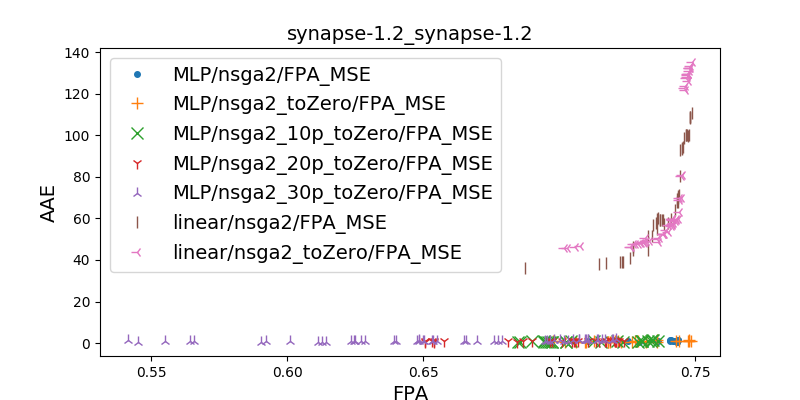 synapse-1.2_synapse-1.2
140
120
100
80
60
40
20
0
AAE
MLP/nsga2/FPA_MSE
MLP/nsga2_toZero/FPA_MSE
MLP/nsga2_10p_toZero/FPA_MSE
MLP/nsga2_20p_toZero/FPA_MSE
MLP/nsga2_30p_toZero/FPA_MSE
linear/nsga2/FPA_MSE
linear/nsga2_toZero/FPA_MSE
0.55 0.60 0.65 0.70 0.75
FPA